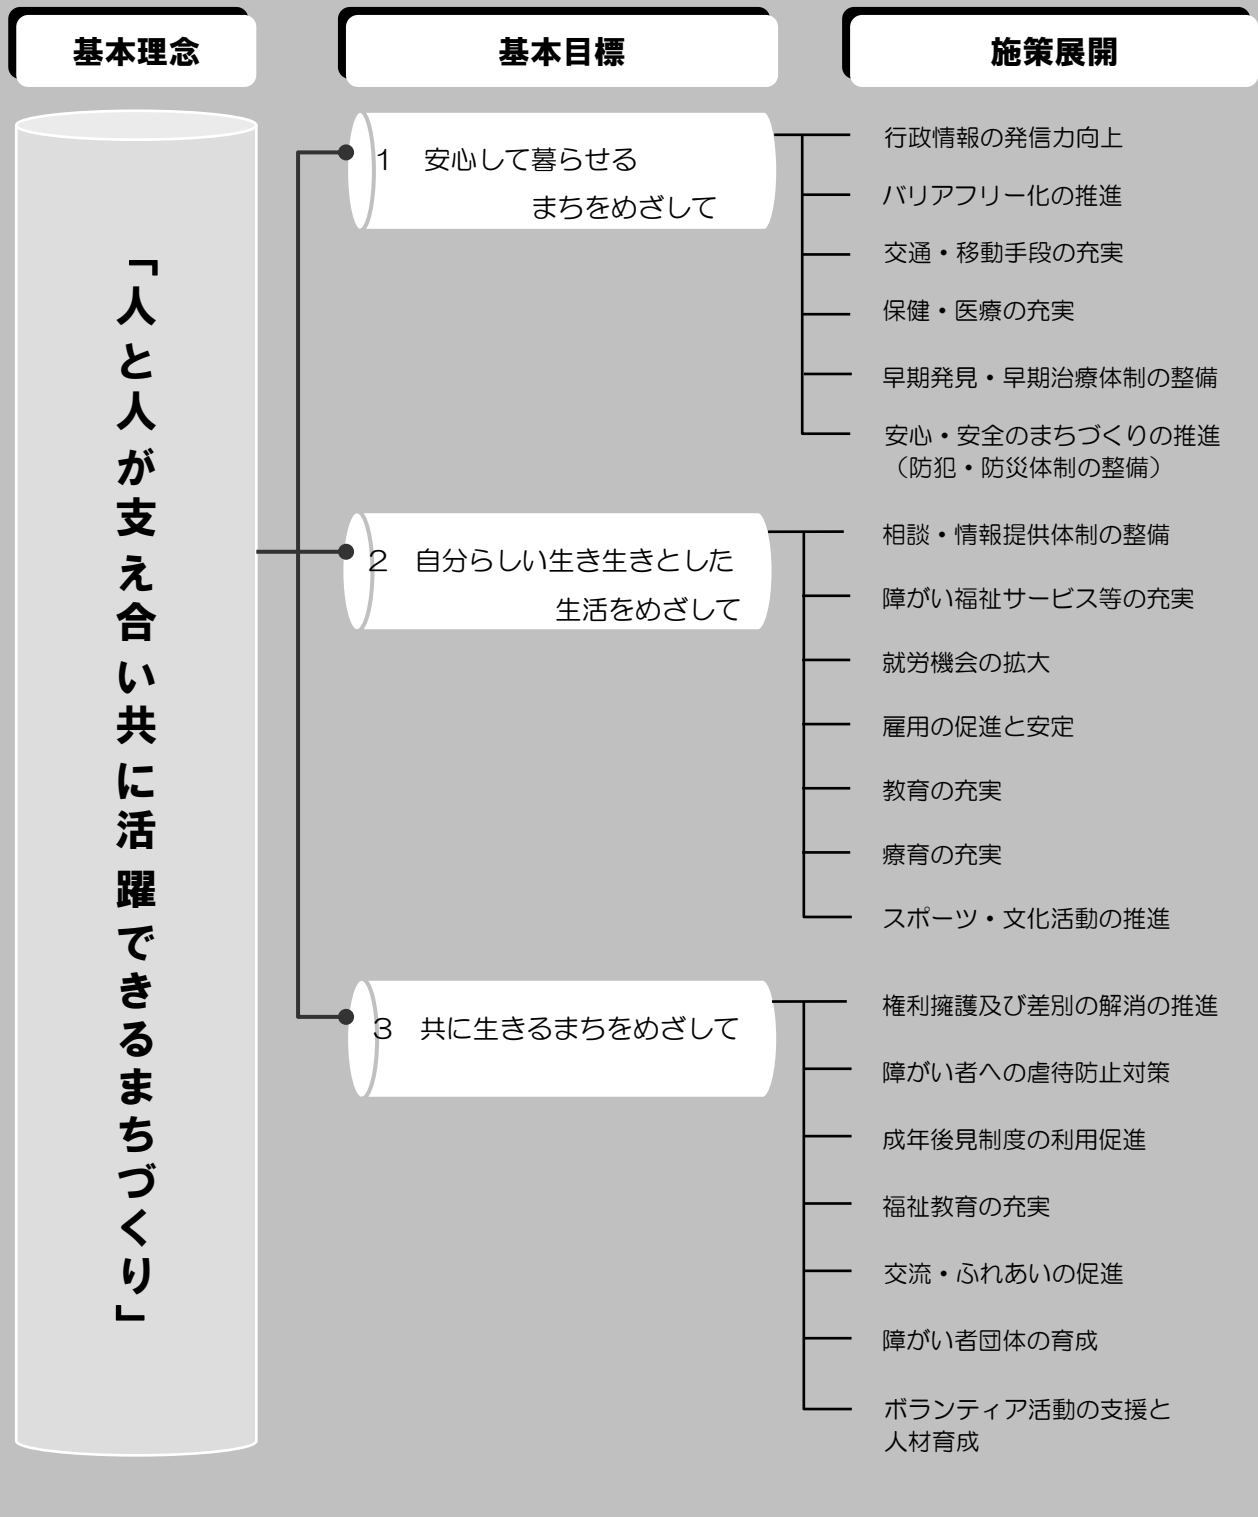 基本理念
基本目標
施策展開
「人と人が支え合い共に活躍できるまちづくり」
1 安心して暮らせる
まちをめざして
行政情報の発信力向上
バリアフリー化の推進
交通・移動手段の充実
保健・医療の充実
早期発見・早期治療体制の整備
安心・安全のまちづくりの推進
（防犯・防災体制の整備）
2 自分らしい生き生きとした
生活をめざして
相談・情報提供体制の整備
障がい福祉サービス等の充実
就労機会の拡大
雇用の促進と安定
教育の充実
療育の充実
スポーツ・文化活動の推進
3 共に生きるまちをめざして
権利擁護及び差別の解消の推進
障がい者への虐待防止対策
成年後見制度の利用促進
福祉教育の充実
交流・ふれあいの促進
障がい者団体の育成
ボランティア活動の支援と
人材育成